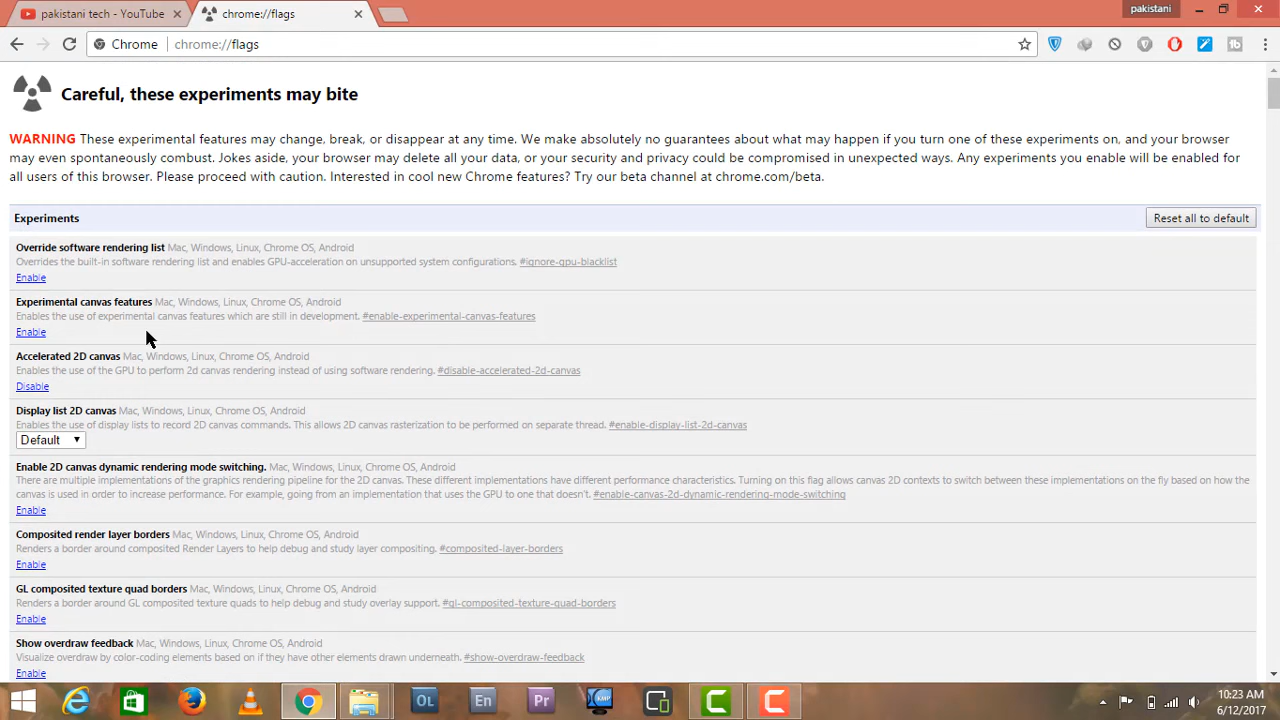 pakistani tech - YouTube
chrome://flags
pakistani
Chrome
chrome://flags
Careful, these experiments may bite
WARNING These experimental features may change, break, or disappear at any time. We make absolutely no guarantees about what may happen if you turn one of these experiments on, and your browser
may even spontaneously combust. Jokes aside, your browser may delete all your data, or your security and privacy could be compromised in unexpected ways. Any experiments you enable will be enabled
for all users of this browser. Please proceed with caution. Interested in cool new Chrome features? Try our beta channel at chrome.com/beta.
Experiments
Reset all to default
Override software rendering list Mac, Windows, Linux, Chrome OS, Android
Overrides the built-in software rendering list and enables GPU-acceleration on unsupported system configurations. #ignore-gpu-blacklist
Enable
Experimental canvas features Mac, Windows, Linux, Chrome OS, Android
Enables the use of experimental canvas features which are still in development. #enable-experimental-canvas-features
Enable
Accelerated 2D canvas Mac, Windows, Linux, Chrome OS, Android
Enables the use of the GPU to perform 2d canvas rendering instead of using software rendering. #disable-accelerated-2d-canvas
Disable
Display list 2D canvas Mac, Windows, Linux, Chrome OS, Android
Enables the use of display lists to record 2D canvas commands. This allows 2D canvas rasterization to be performed on separate thread. #enable-display-list-2d-canvas
Default
Enable 2D canvas dynamic rendering mode switching. Mac, Windows, Linux, Chrome OS, Android
There are multiple implementations of the graphics rendering pipeline for the 2D canvas. These different implementations have different performance characteristics. Turning on this flag allows canvas 2D contexts to switch between these implementations on the fly based on how the
canvas is used in order to increase performance. For example, going from an implementation that uses the GPU to one that doesn't. #enable-canvas-2d-dynamic-rendering-mode-switching
Enable
Composited render layer borders Mac, Windows, Linux, Chrome OS, Android
Renders a border around composited Render Layers to help debug and study layer compositing. #composited-layer-borders
Enable
GL composited texture quad borders Mac, Windows, Linux, Chrome OS, Android
Renders a border around GL composited texture quads to help debug and study overlay support. #gl-composited-texture-quad-borders
Enable
Show overdraw feedback Mac, Windows, Linux, Chrome OS, Android
Visualize overdraw by color-coding elements based on if they have other elements drawn underneath. #show-overdraw-feedback
Enable
OL
En
Pr
KMP
10:23 AM
6/12/2017